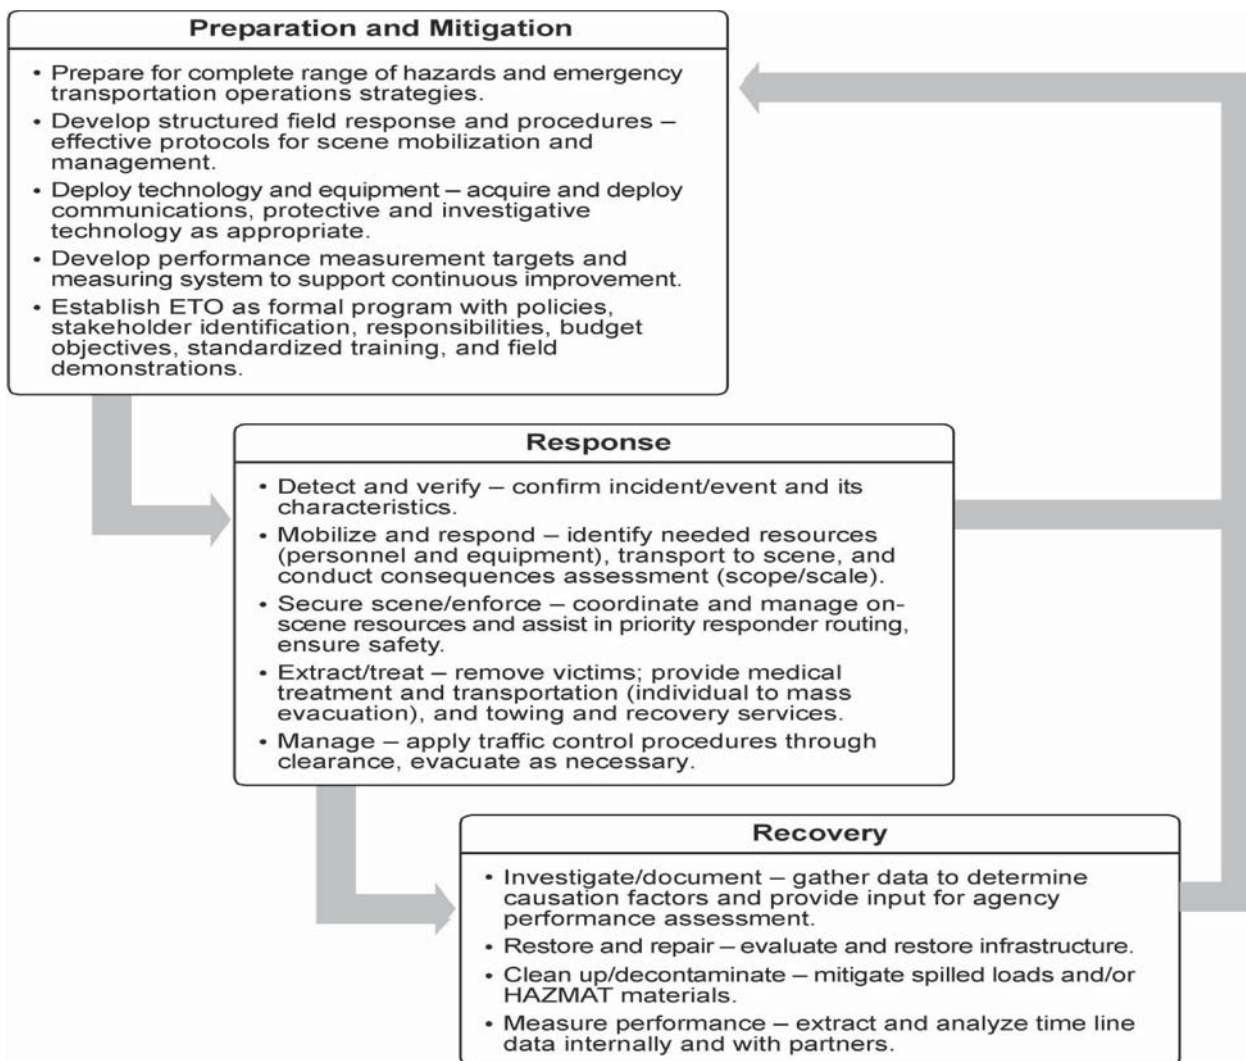 Preparation and Mitigation
• Prepare for complete range of hazards and emergency
transportation operations strategies.
• Develop structured field response and procedures –
effective protocols for scene mobilization and
management.
• Deploy technology and equipment – acquire and deploy
communications, protective and investigative
technology as appropriate.
• Develop performance measurement targets and
measuring system to support continuous improvement.
• Establish ETO as formal program with policies,
stakeholder identification, responsibilities, budget
objectives, standardized training, and field
demonstrations.
Response
• Detect and verify – confirm incident/event and its
characteristics.
• Mobilize and respond – identify needed resources
(personnel and equipment), transport to scene, and
conduct consequences assessment (scope/scale).
• Secure scene/enforce – coordinate and manage on-
scene resources and assist in priority responder routing,
ensure safety.
• Extract/treat – remove victims; provide medical
treatment and transportation (individual to mass
evacuation), and towing and recovery services.
• Manage – apply traffic control procedures through
clearance, evacuate as necessary.
Recovery
• Investigate/document – gather data to determine
causation factors and provide input for agency
performance assessment.
• Restore and repair – evaluate and restore infrastructure.
• Clean up/decontaminate – mitigate spilled loads and/or
HAZMAT materials.
• Measure performance – extract and analyze time line
data internally and with partners.